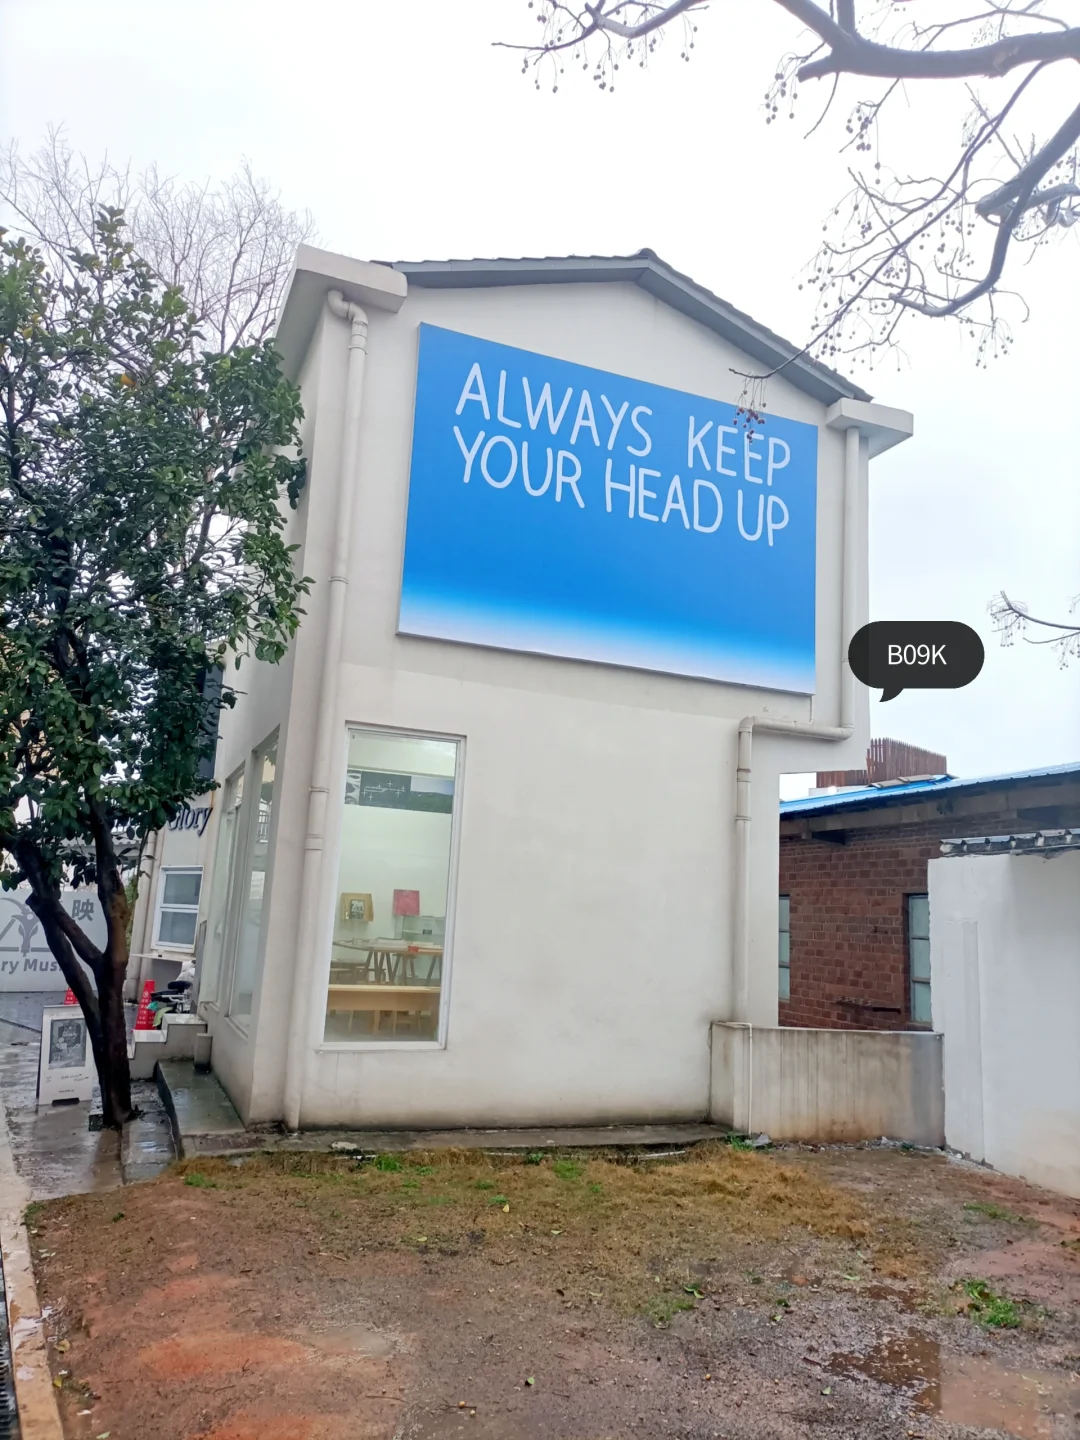 ALWAYS KEEP
YOUR HEAD UP
B09K
映